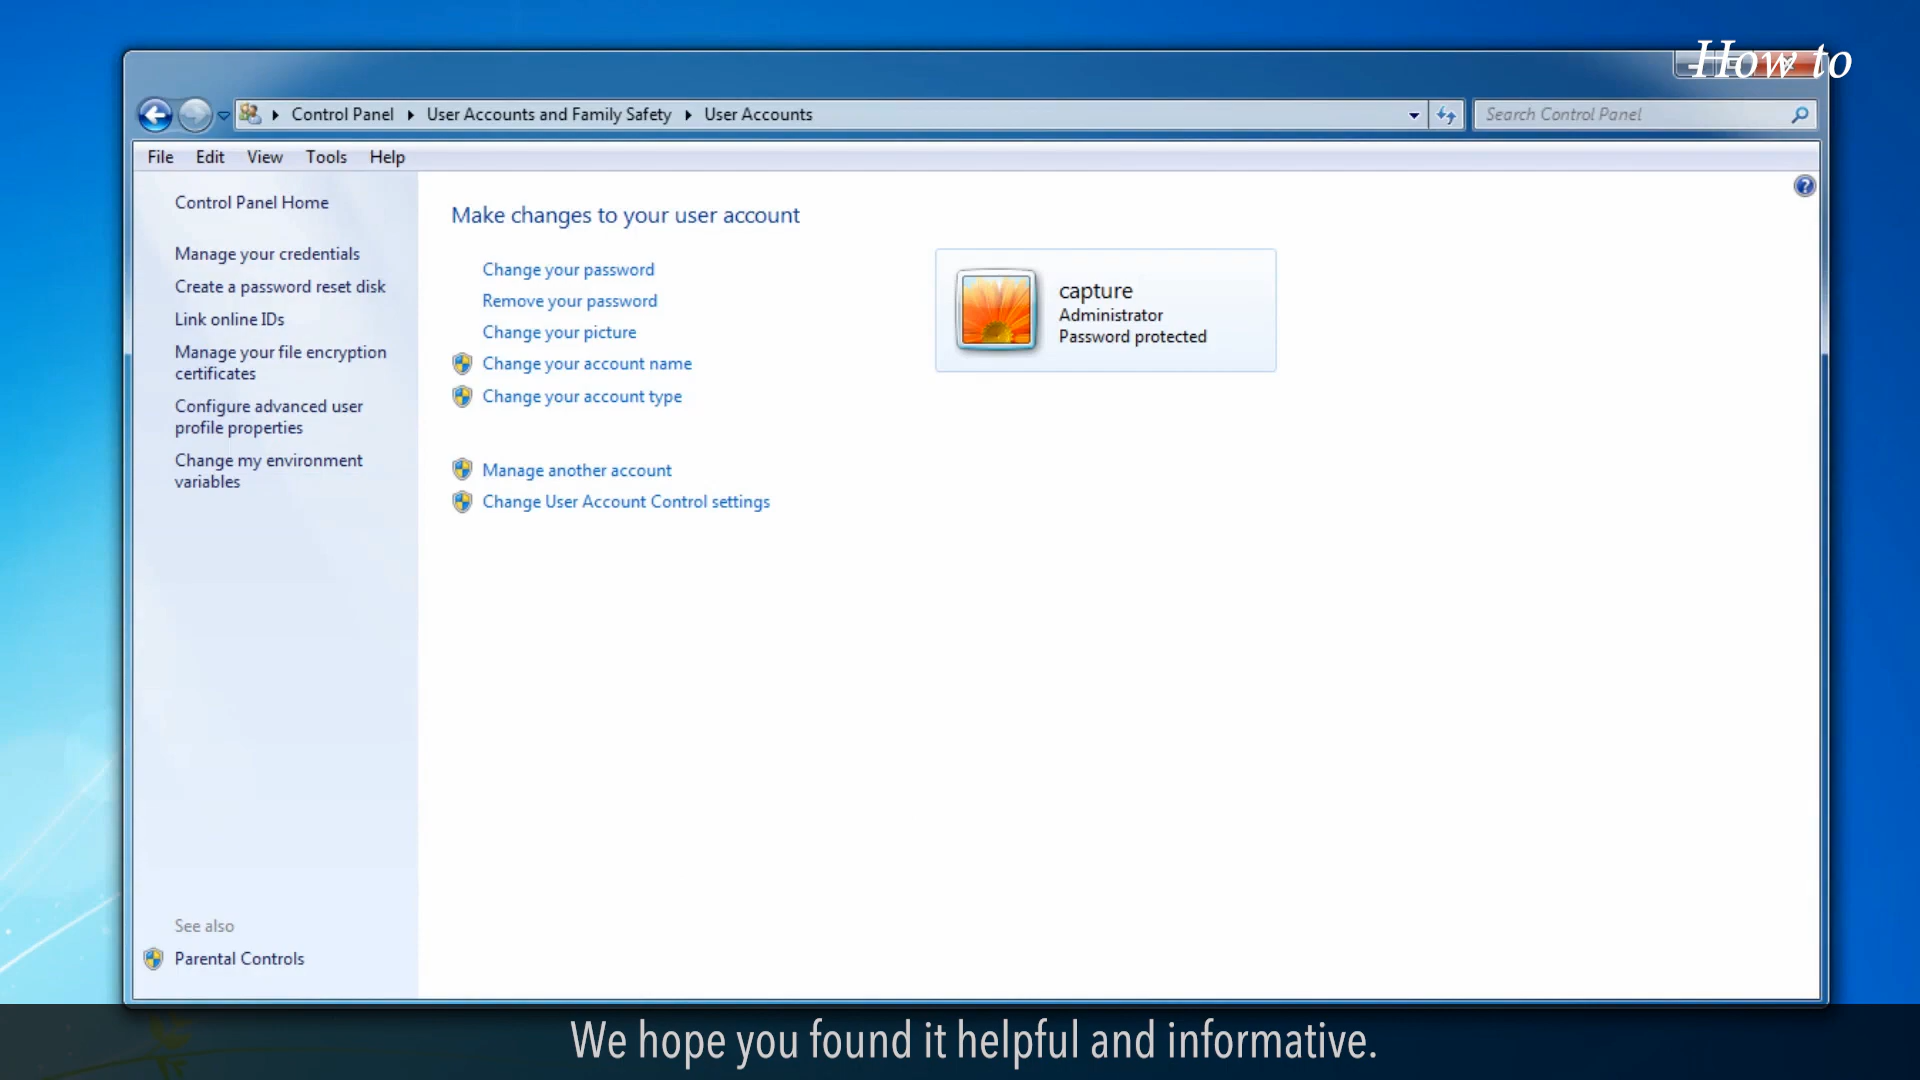 How to
Control Panel
User Accounts and Family Safety
User Accounts
Search Control Panel
File Edit View Tools Help
Control Panel Home
Manage your credentials
Create a password reset disk
Link online IDs
Manage your file encryption
certificates
Configure advanced user
profile properties
Change my environment
variables
See also
Parental Controls
Make changes to your user account
Change your password
Remove your password
Change your picture
Change your account name
Change your account type
Manage another account
Change User Account Control settings
capture
Administrator
Password protected
We hope you found it helpful and informative.